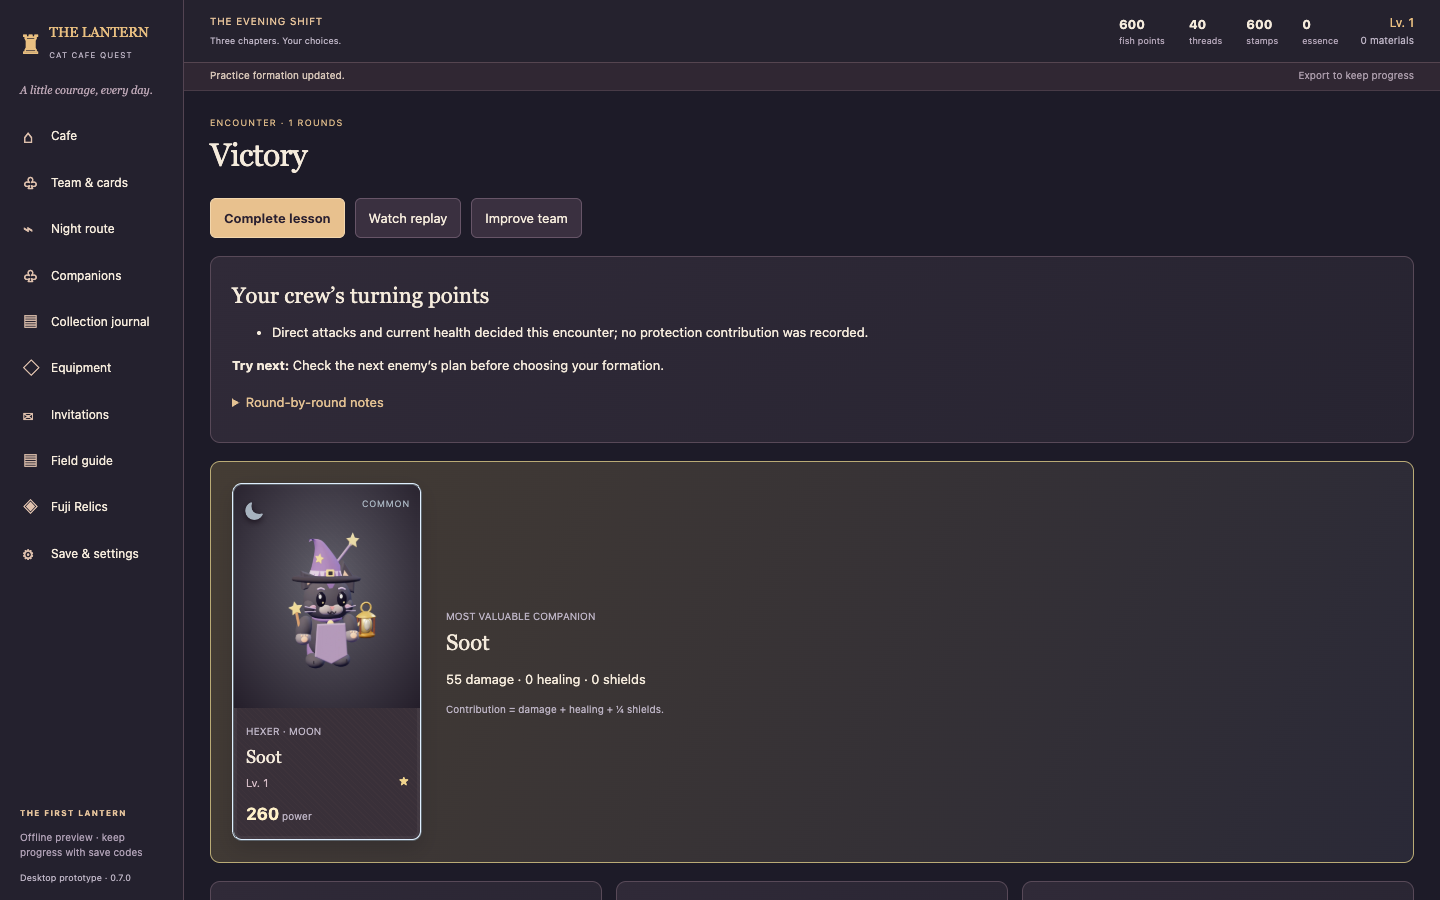 THE LANTERN
CAT CAFE QUEST
A little courage, every day.
Cafe
Team & cards
Night route
Companions
Collection journal
Equipment
Invitations
Field guide
Fuji Relics
Save & settings
THE FIRST LANTERN
Offline preview · keep
progress with save codes
Desktop prototype · 0.7.0
THE EVENING SHIFT
Three chapters. Your choices.
600
fish points
40
threads
600
stamps
0
essence
Lv. 1
0 materials
Practice formation updated.
Export to keep progress
ENCOUNTER · 1 ROUNDS
Victory
Complete lesson
Watch replay
Improve team
Your crew’s turning points
• Direct attacks and current health decided this encounter; no protection contribution was recorded.
Try next: Check the next enemy’s plan before choosing your formation.
Round-by-round notes
COMMON
HEXER · MOON
Soot
Lv. 1
260 power
MOST VALUABLE COMPANION
Soot
55 damage · 0 healing · 0 shields
Contribution = damage + healing + ¼ shields.